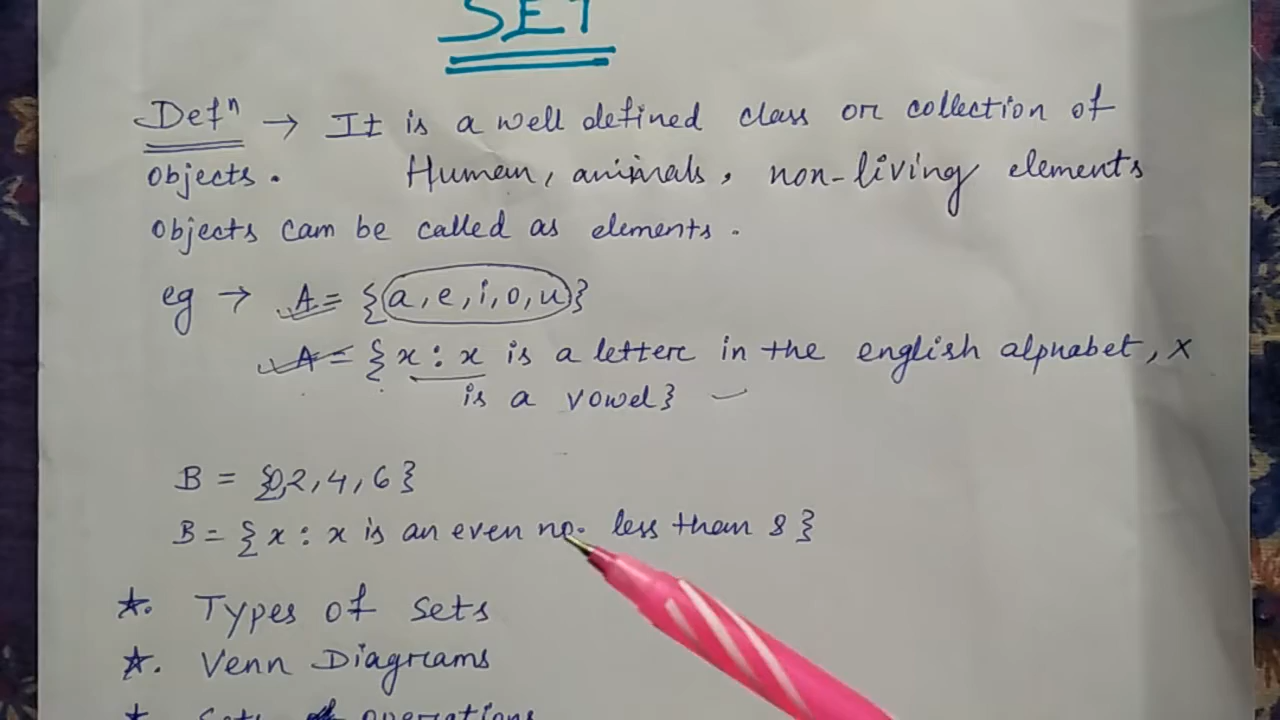 SET
Defⁿ → It is a well defined class or collection of
objects. Human, animals, non-living elements
objects can be called as elements.
eg → A = {a, e, i, o, u}
A = {x : x is a letter in the english alphabet, x
is a vowel}
B = {0,2,4,6}
B = {x : x is an even no. less than 8}
*. Types of sets
*. Venn Diagrams
* Sets operations